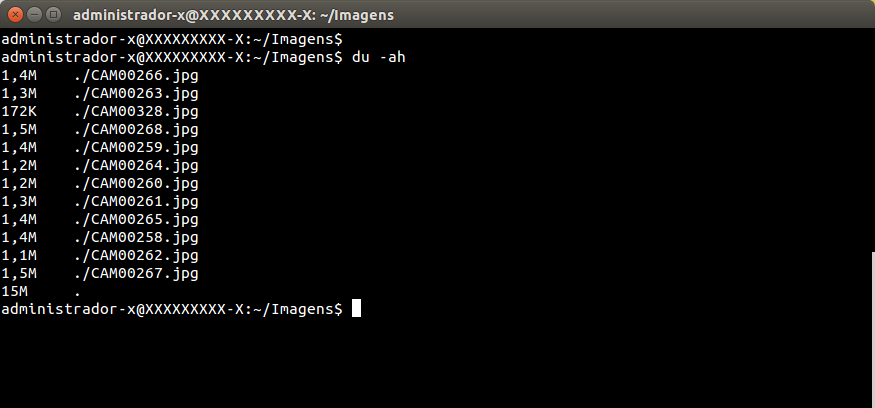 administrador-x@XXXXXXXXX-X: ~/Imagens
administrador-x@XXXXXXXXX-X:~/Imagens$
administrador-x@XXXXXXXXX-X:~/Imagens$ du -ah
1,4M    ./CAM00266.jpg
1,3M    ./CAM00263.jpg
172K    ./CAM00328.jpg
1,5M    ./CAM00268.jpg
1,4M    ./CAM00259.jpg
1,2M    ./CAM00264.jpg
1,2M    ./CAM00260.jpg
1,3M    ./CAM00261.jpg
1,4M    ./CAM00265.jpg
1,4M    ./CAM00258.jpg
1,1M    ./CAM00262.jpg
1,5M    ./CAM00267.jpg
15M     .
administrador-x@XXXXXXXXX-X:~/Imagens$